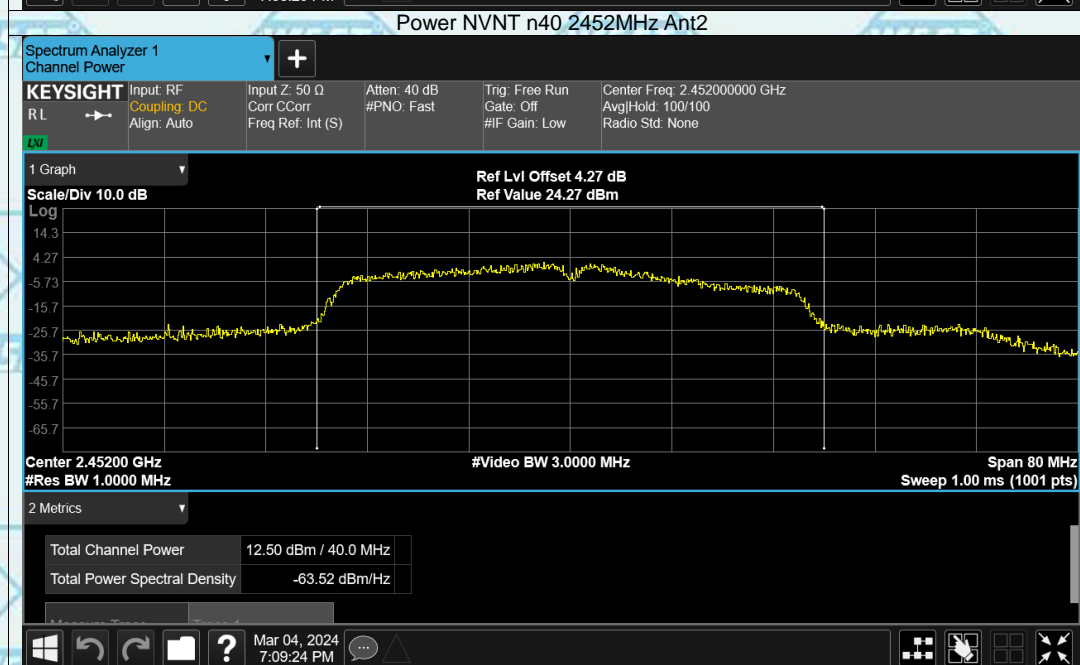 Power NVNT n40 2452MHz Ant2
Spectrum Analyzer 1
Channel Power
KEYSIGHT
RL
LXI
Input: RF
Coupling: DC
Align: Auto
Input Z: 50 Ω
Corr CCorr
Freq Ref: Int (S)
Atten: 40 dB
#PNO: Fast
Trig: Free Run
Gate: Off
#IF Gain: Low
Center Freq: 2.452000000 GHz
Avg|Hold: 100/100
Radio Std: None
1 Graph
Scale/Div 10.0 dB
Ref Lvl Offset 4.27 dB
Ref Value 24.27 dBm
Log
14.3
4.27
-5.73
-15.7
-25.7
-35.7
-45.7
-55.7
-65.7
Center 2.45200 GHz
#Video BW 3.0000 MHz
Span 80 MHz
#Res BW 1.0000 MHz
Sweep 1.00 ms (1001 pts)
2 Metrics
Total Channel Power 12.50 dBm / 40.0 MHz
Total Power Spectral Density -63.52 dBm/Hz
Mar 04, 2024
7:09:24 PM